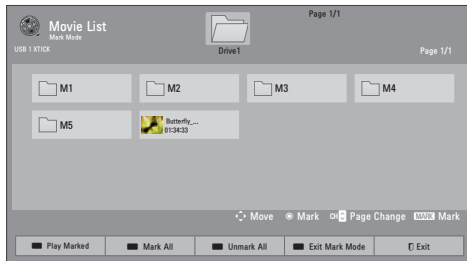 Movie List
Page 1/1
Mark Mode
USB 1 XTICK
Drive1
Page 1/1
M1
M2
M3
M4
M5
Butterfly_...
01:34:33
Move
Mark
CH
Page Change
MARK
Mark
Play Marked
Mark All
Unmark All
Exit Mark Mode
Exit